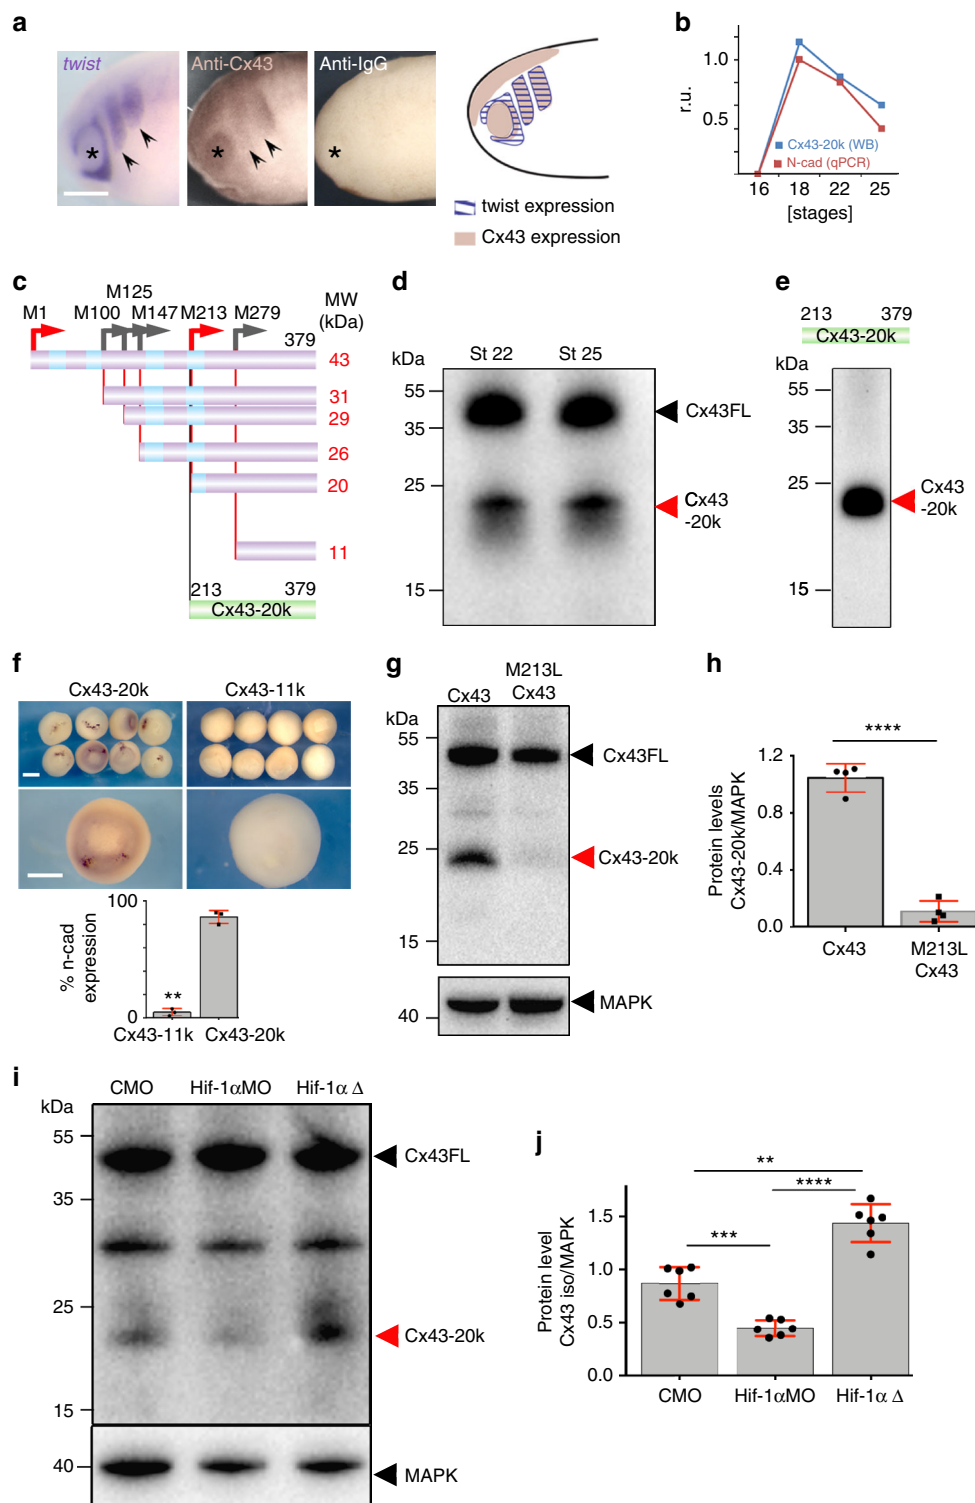 a
twist
Anti-Cx43
Anti-IgG
*
*
*
twist expression
Cx43 expression
b
r.u.
1.0
0.5
Cx43-20k (WB)
N-cad (qPCR)
16 18 22 25
[stages]
c
M125
M1 M100 M147 M213 M279
MW
(kDa)
379
43
31
29
26
20
11
213 379
Cx43-20k
d
kDa
St 22 St 25
55
35
25
15
Cx43FL
Cx43
-20k
e
213 379
Cx43-20k
kDa
55
35
25
15
Cx43
-20k
f
Cx43-20k Cx43-11k
% n-cad
expression
100
0
**
Cx43-11k Cx43-20k
g
M213L
Cx43 Cx43
kDa
55
35
25
15
40
Cx43FL
Cx43-20k
MAPK
h
Protein levels
Cx43-20k/MAPK
****
1.2
0.6
0.0
Cx43 M213L
Cx43
i
CMO Hif-1αMO Hif-1α Δ
kDa
55
35
25
15
40
Cx43FL
Cx43-20k
MAPK
j
Protein level
Cx43 iso/MAPK
**
****
***
1.5
1.0
0.5
0.0
CMO Hif-1αMO Hif-1α Δ